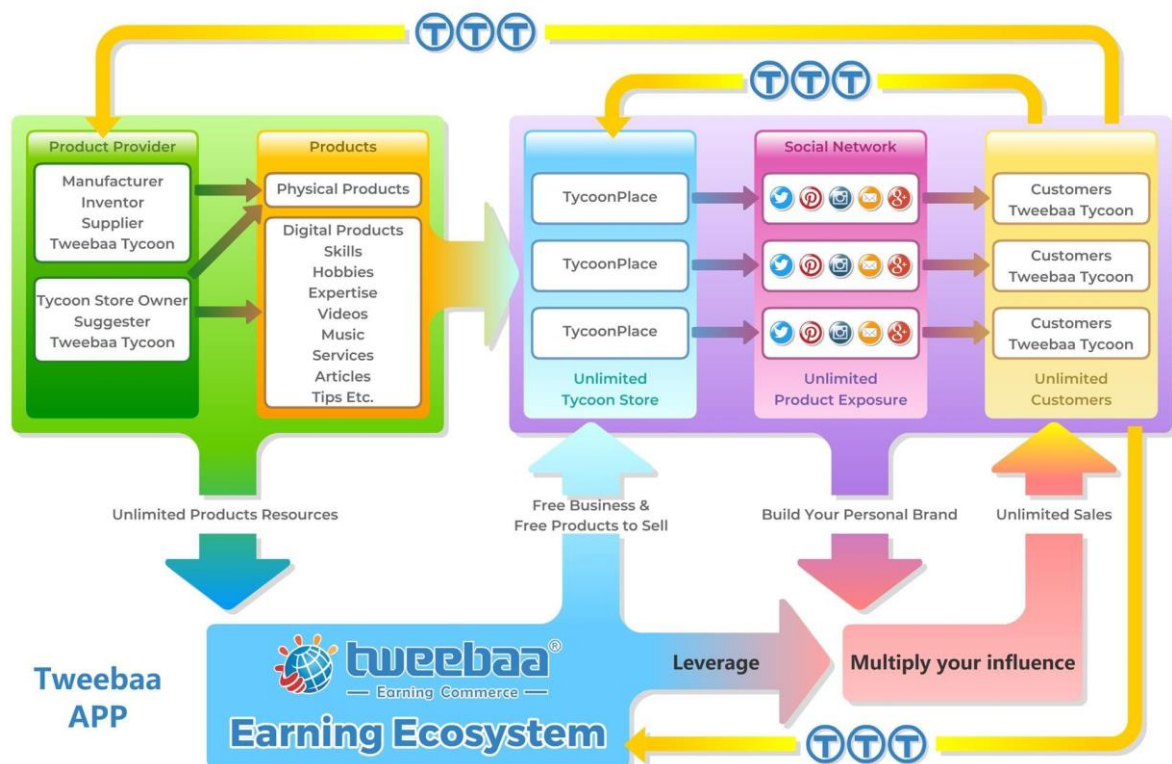 T T T
T T T
Product Provider
Manufacturer
Inventor
Supplier
Tweebaa Tycoon
Tycoon Store Owner
Suggester
Tweebaa Tycoon
Products
Physical Products
Digital Products
Skills
Hobbies
Expertise
Videos
Music
Services
Articles
Tips Etc.
TycoonPlace
TycoonPlace
TycoonPlace
Unlimited
Tycoon Store
Social Network
g+
g+
g+
Unlimited
Product Exposure
Customers
Tweebaa Tycoon
Customers
Tweebaa Tycoon
Customers
Tweebaa Tycoon
Unlimited
Customers
Unlimited Products Resources
Free Business &
Free Products to Sell
Build Your Personal Brand
Unlimited Sales
Tweebaa
APP
tweebaa®
Earning Commerce
Earning Ecosystem
Leverage
Multiply your influence
T T T